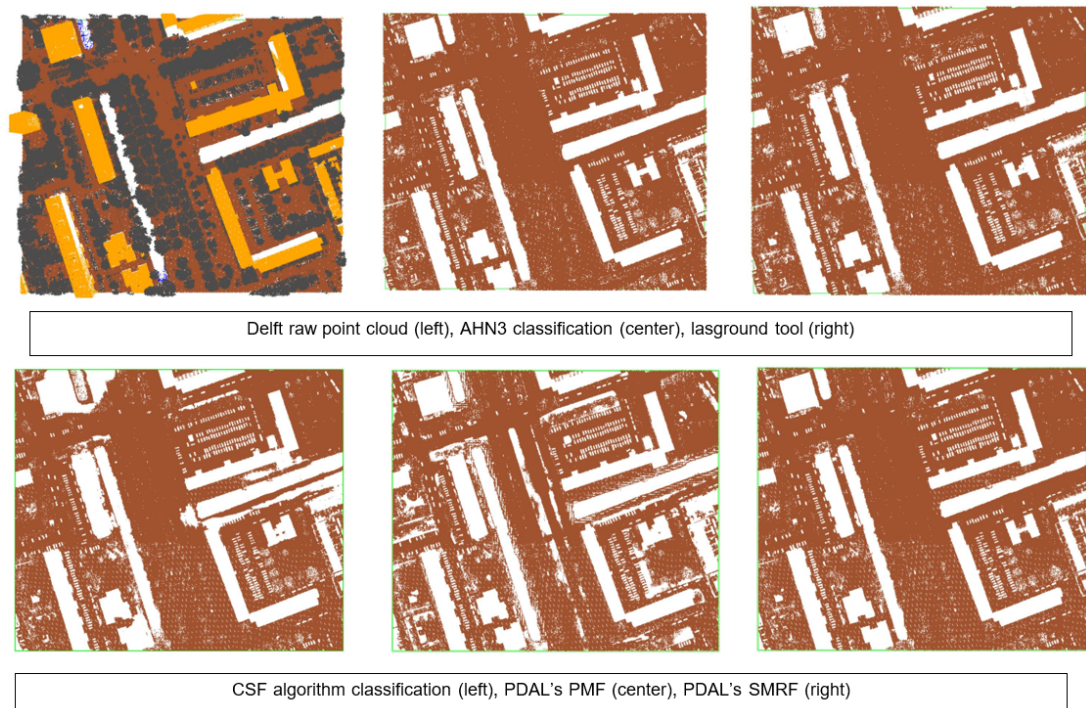 Delft raw point cloud (left), AHN3 classification (center), lasground tool (right)
CSF algorithm classification (left), PDAL's PMF (center), PDAL's SMRF (right)